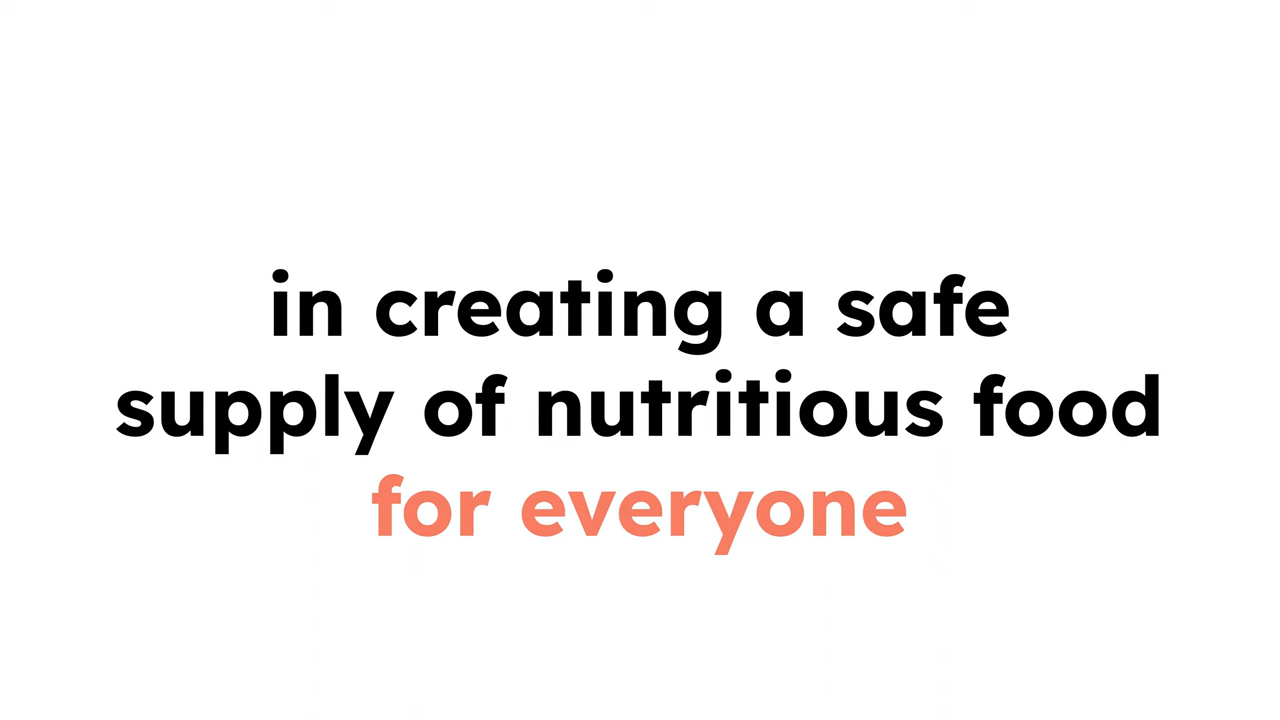 in creating a safe
supply of nutritious food
for everyone